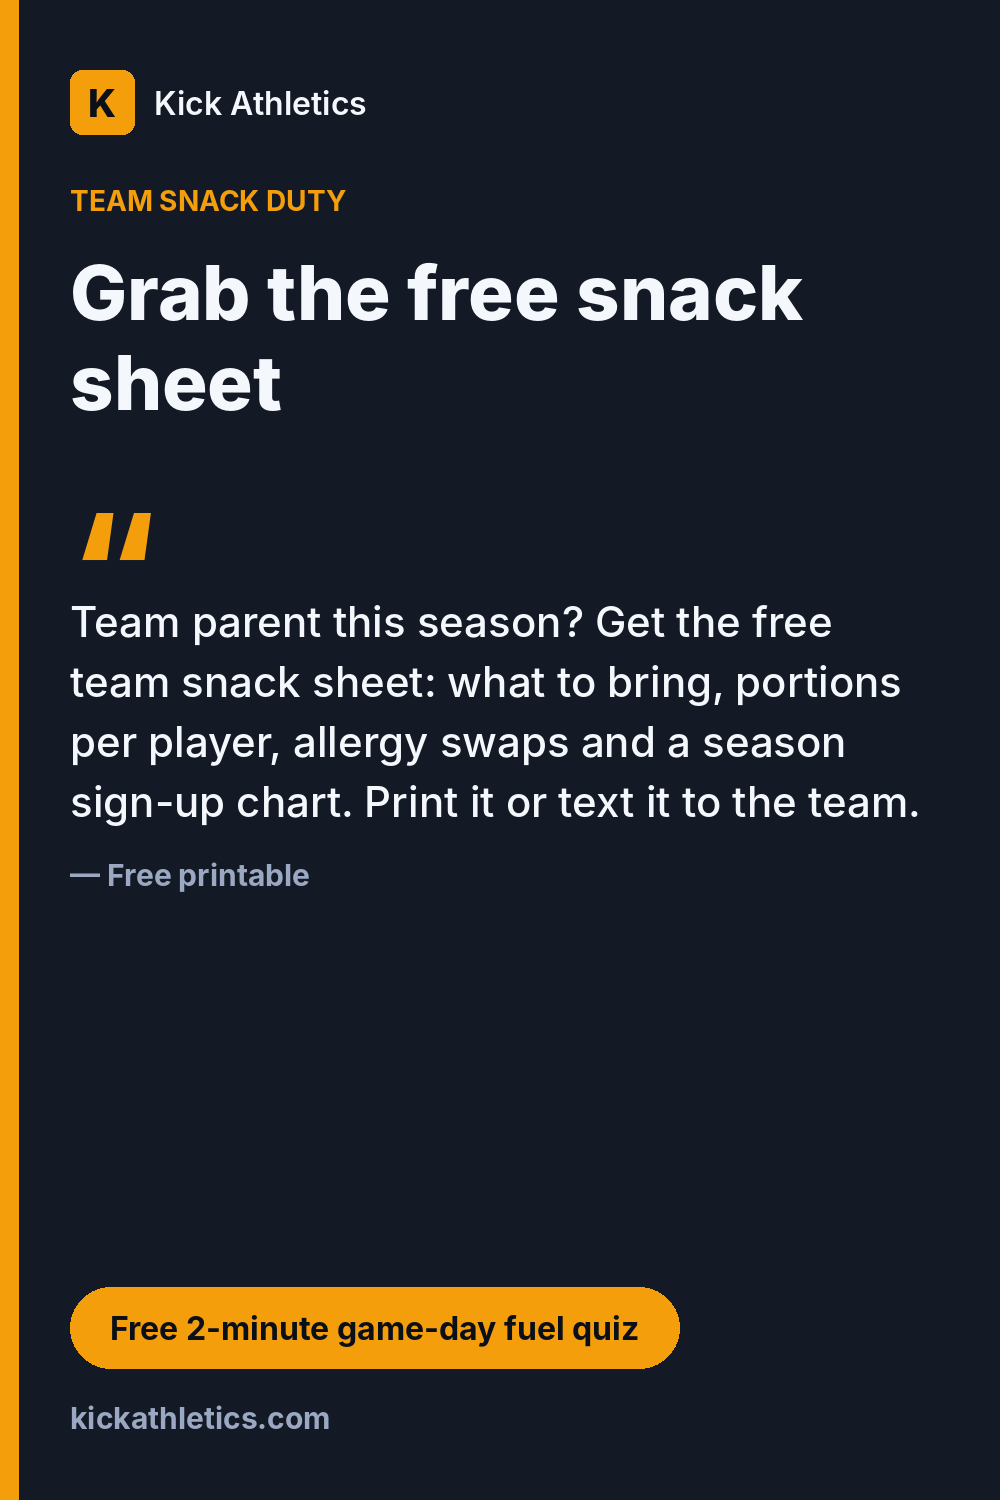 K
Kick Athletics
TEAM SNACK DUTY
Grab the free snack
sheet
“
Team parent this season? Get the free
team snack sheet: what to bring, portions
per player, allergy swaps and a season
sign-up chart. Print it or text it to the team.
— Free printable
Free 2-minute game-day fuel quiz
kickathletics.com